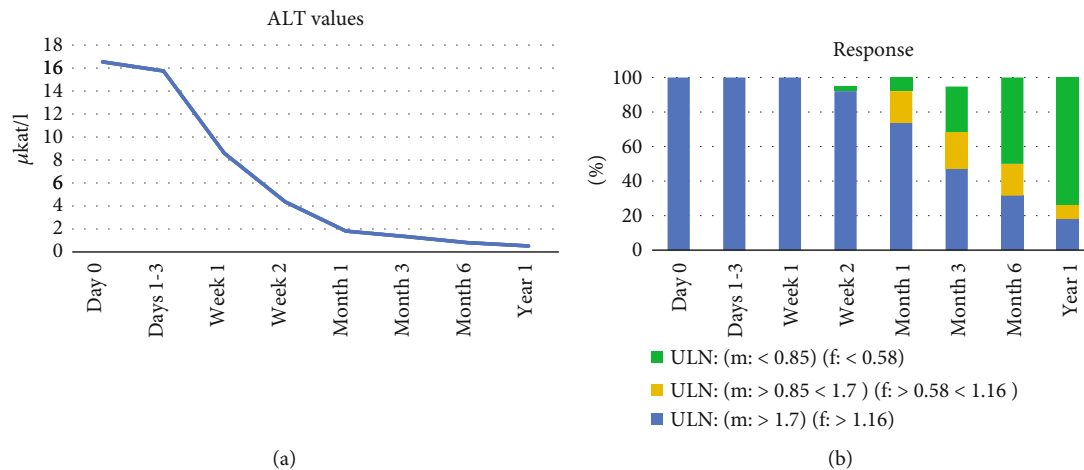 ALT values
μkat/l
18
16
14
12
10
8
6
4
2
0
Day 0
Days 1-3
Week 1
Week 2
Month 1
Month 3
Month 6
Year 1
(a)
Response
(%)
100
80
60
40
20
0
Day 0
Days 1-3
Week 1
Week 2
Month 1
Month 3
Month 6
Year 1
ULN: (m: < 0.85) (f: < 0.58)
ULN: (m: > 0.85 < 1.7 ) (f: > 0.58 < 1.16 )
ULN: (m: > 1.7) (f: > 1.16)
(b)